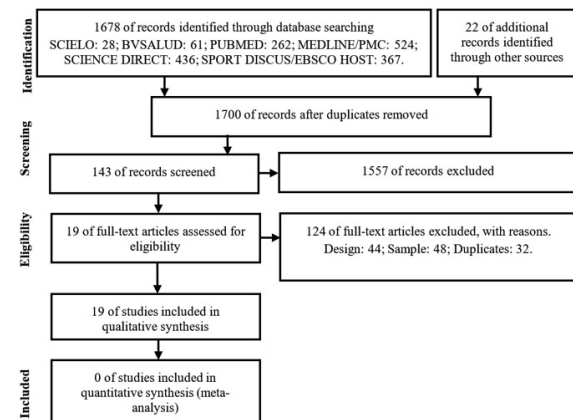 Identification
1678 of records identified through database searching
SCIELO: 28; BVSALUD: 61; PUBMED: 262; MEDLINE/PMC: 524;
SCIENCE DIRECT: 436; SPORT DISCUS/EBSCO HOST: 367.
22 of additional
records identified
through other sources
1700 of records after duplicates removed
Screening
143 of records screened
1557 of records excluded
Eligibility
19 of full-text articles assessed for
eligibility
124 of full-text articles excluded, with reasons.
Design: 44; Sample: 48; Duplicates: 32.
19 of studies included in
qualitative synthesis
Included
0 of studies included in
quantitative synthesis (meta-
analysis)